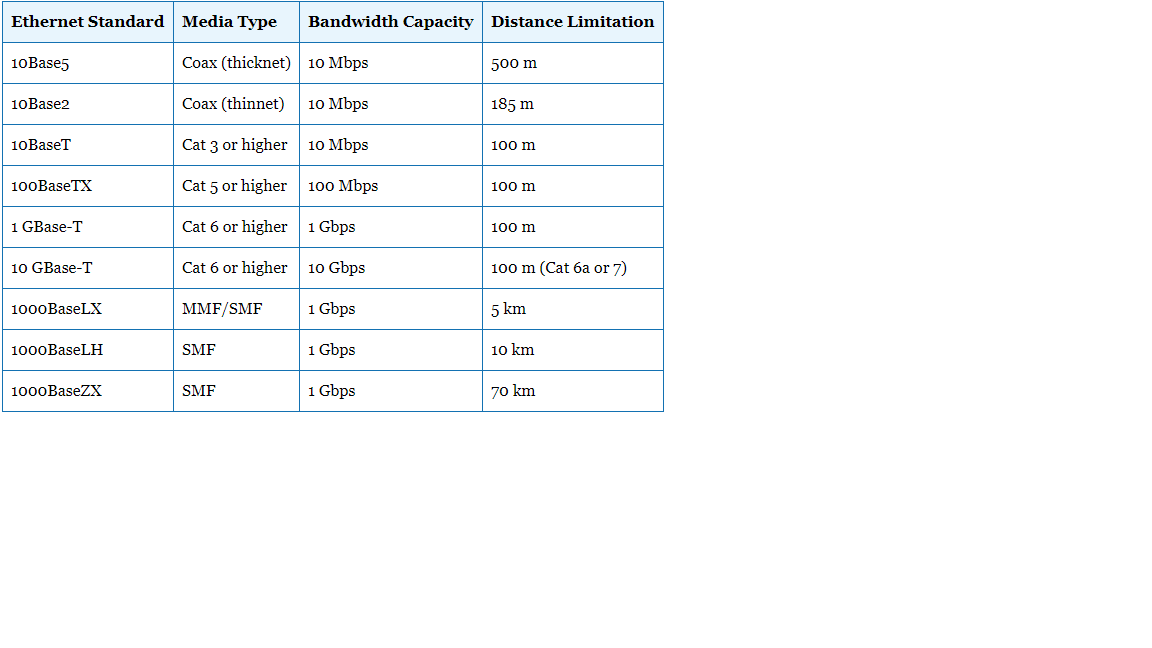 Ethernet Standard Media Type Bandwidth Capacity Distance Limitation
10Base5 Coax (thicknet) 10 Mbps 500 m
10Base2 Coax (thinnet) 10 Mbps 185 m
10BaseT Cat 3 or higher 10 Mbps 100 m
100BaseTX Cat 5 or higher 100 Mbps 100 m
1 GBase-T Cat 6 or higher 1 Gbps 100 m
10 GBase-T Cat 6 or higher 10 Gbps 100 m (Cat 6a or 7)
1000BaseLX MMF/SMF 1 Gbps 5 km
1000BaseLH SMF 1 Gbps 10 km
1000BaseZX SMF 1 Gbps 70 km